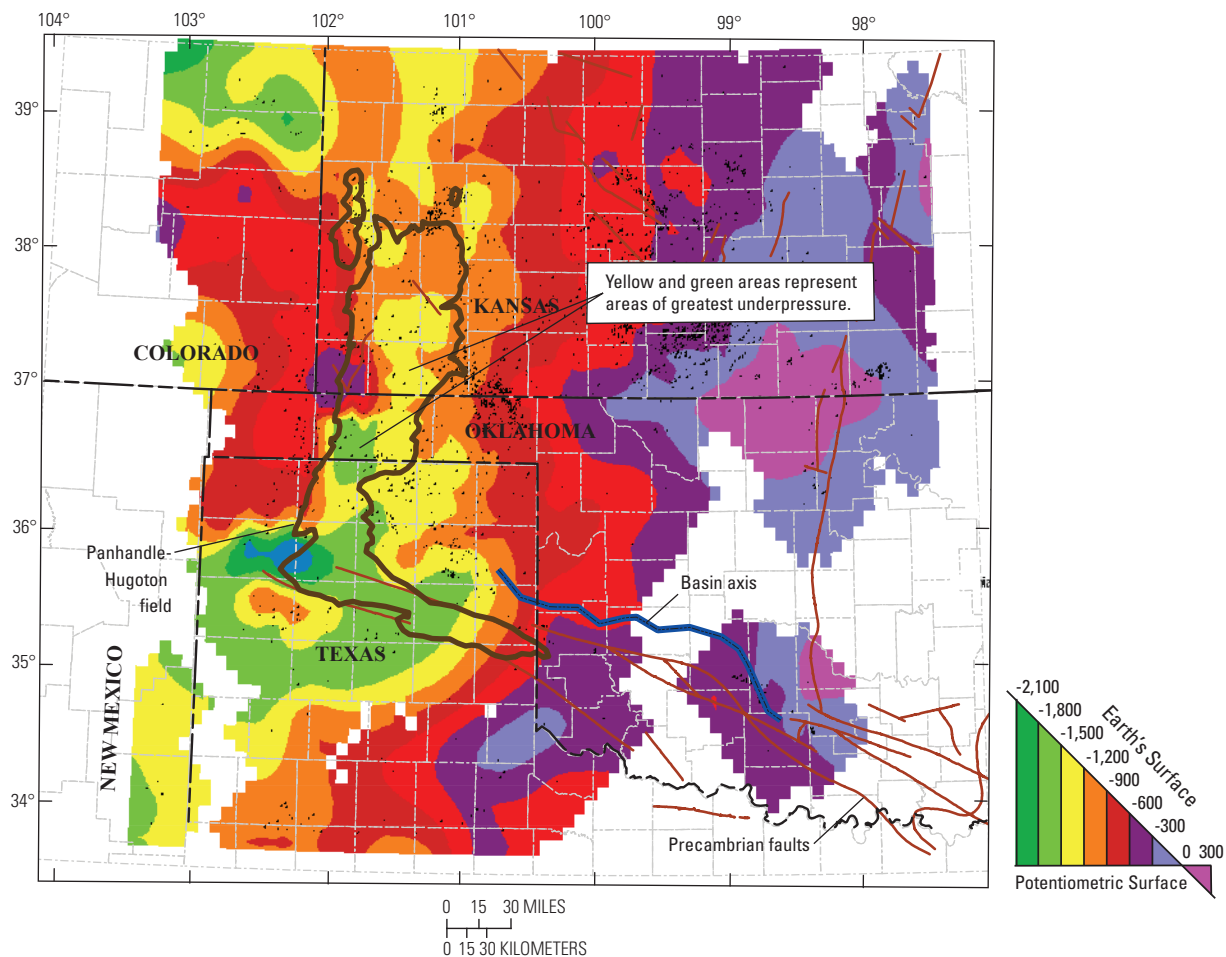 104°
103°
102°
101°
100°
99°
98°
39°
38°
37°
36°
35°
34°
Yellow and green areas represent
areas of greatest underpressure.
KANSAS
COLORADO
OKLAHOMA
Panhandle-
Hugoton
field
Basin axis
TEXAS
NEW MEXICO
Precambrian faults
-2,100
-1,800
-1,500
-1,200
-900
-600
-300
0 300
Earth's Surface
Potentiometric Surface
0 15 30 MILES
0 15 30 KILOMETERS